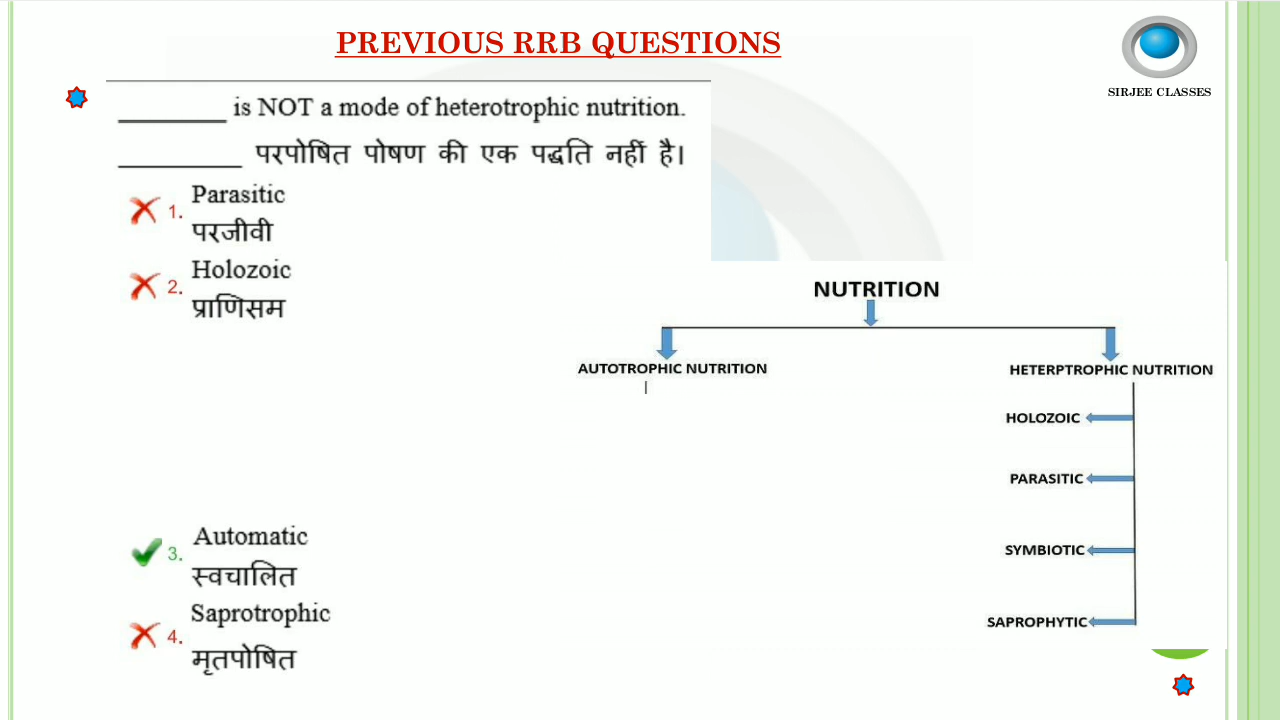 PREVIOUS RRB QUESTIONS
SIRJEE CLASSES
________ is NOT a mode of heterotrophic nutrition.
_________ परपोषित पोषण की एक पद्धति नहीं है।
1. Parasitic
परजीवी
2. Holozoic
प्राणिसम
3. Automatic
स्वचालित
4. Saprotrophic
मृतपोषित
NUTRITION
AUTOTROPHIC NUTRITION
HETERPTROPHIC NUTRITION
HOLOZOIC
PARASITIC
SYMBIOTIC
SAPROPHYTIC